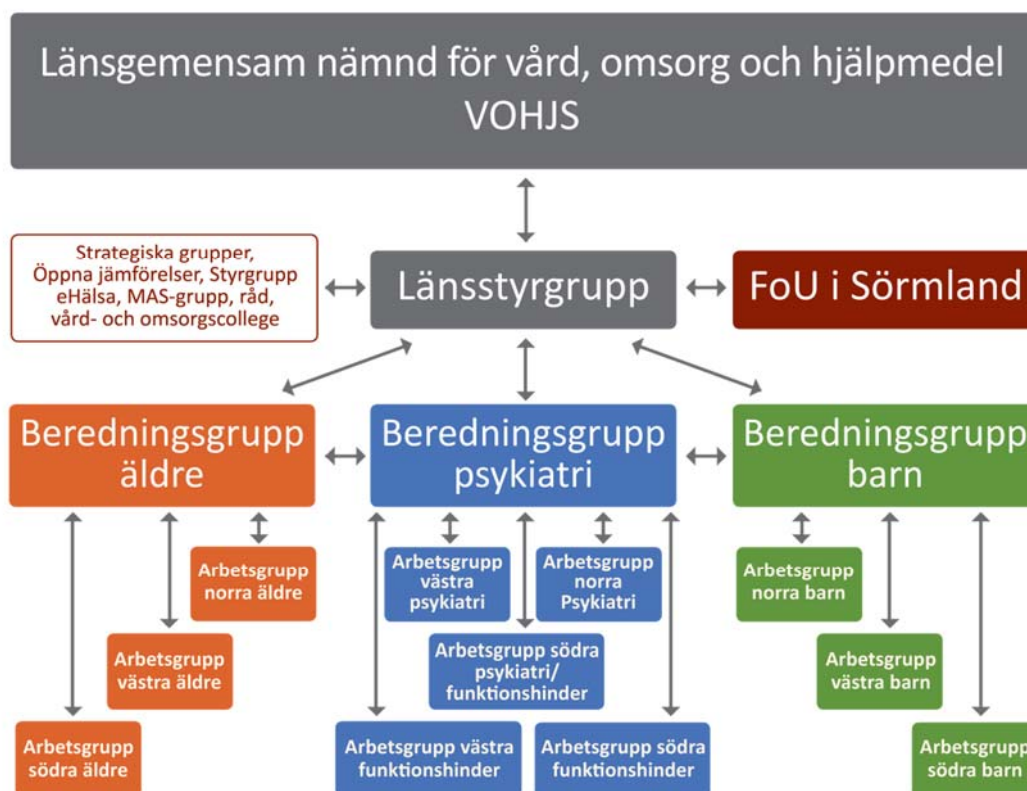 Länsgemensam nämnd för vård, omsorg och hjälpmedel
VOHJS
Strategiska grupper,
Öppna jämförelser, Styrgrupp
eHälsa, MAS-grupp, råd,
vård- och omsorgscollege
Länsstyrgrupp
FoU i Sörmland
Beredningsgrupp
äldre
Beredningsgrupp
psykiatri
Beredningsgrupp
barn
Arbetsgrupp
norra äldre
Arbetsgrupp
västra
psykiatri
Arbetsgrupp
norra
Psykiatri
Arbetsgrupp
norra barn
Arbetsgrupp
västra äldre
Arbetsgrupp södra
psykiatri/
funktionshinder
Arbetsgrupp
västra barn
Arbetsgrupp
södra äldre
Arbetsgrupp västra
funktionshinder
Arbetsgrupp södra
funktionshinder
Arbetsgrupp
södra barn